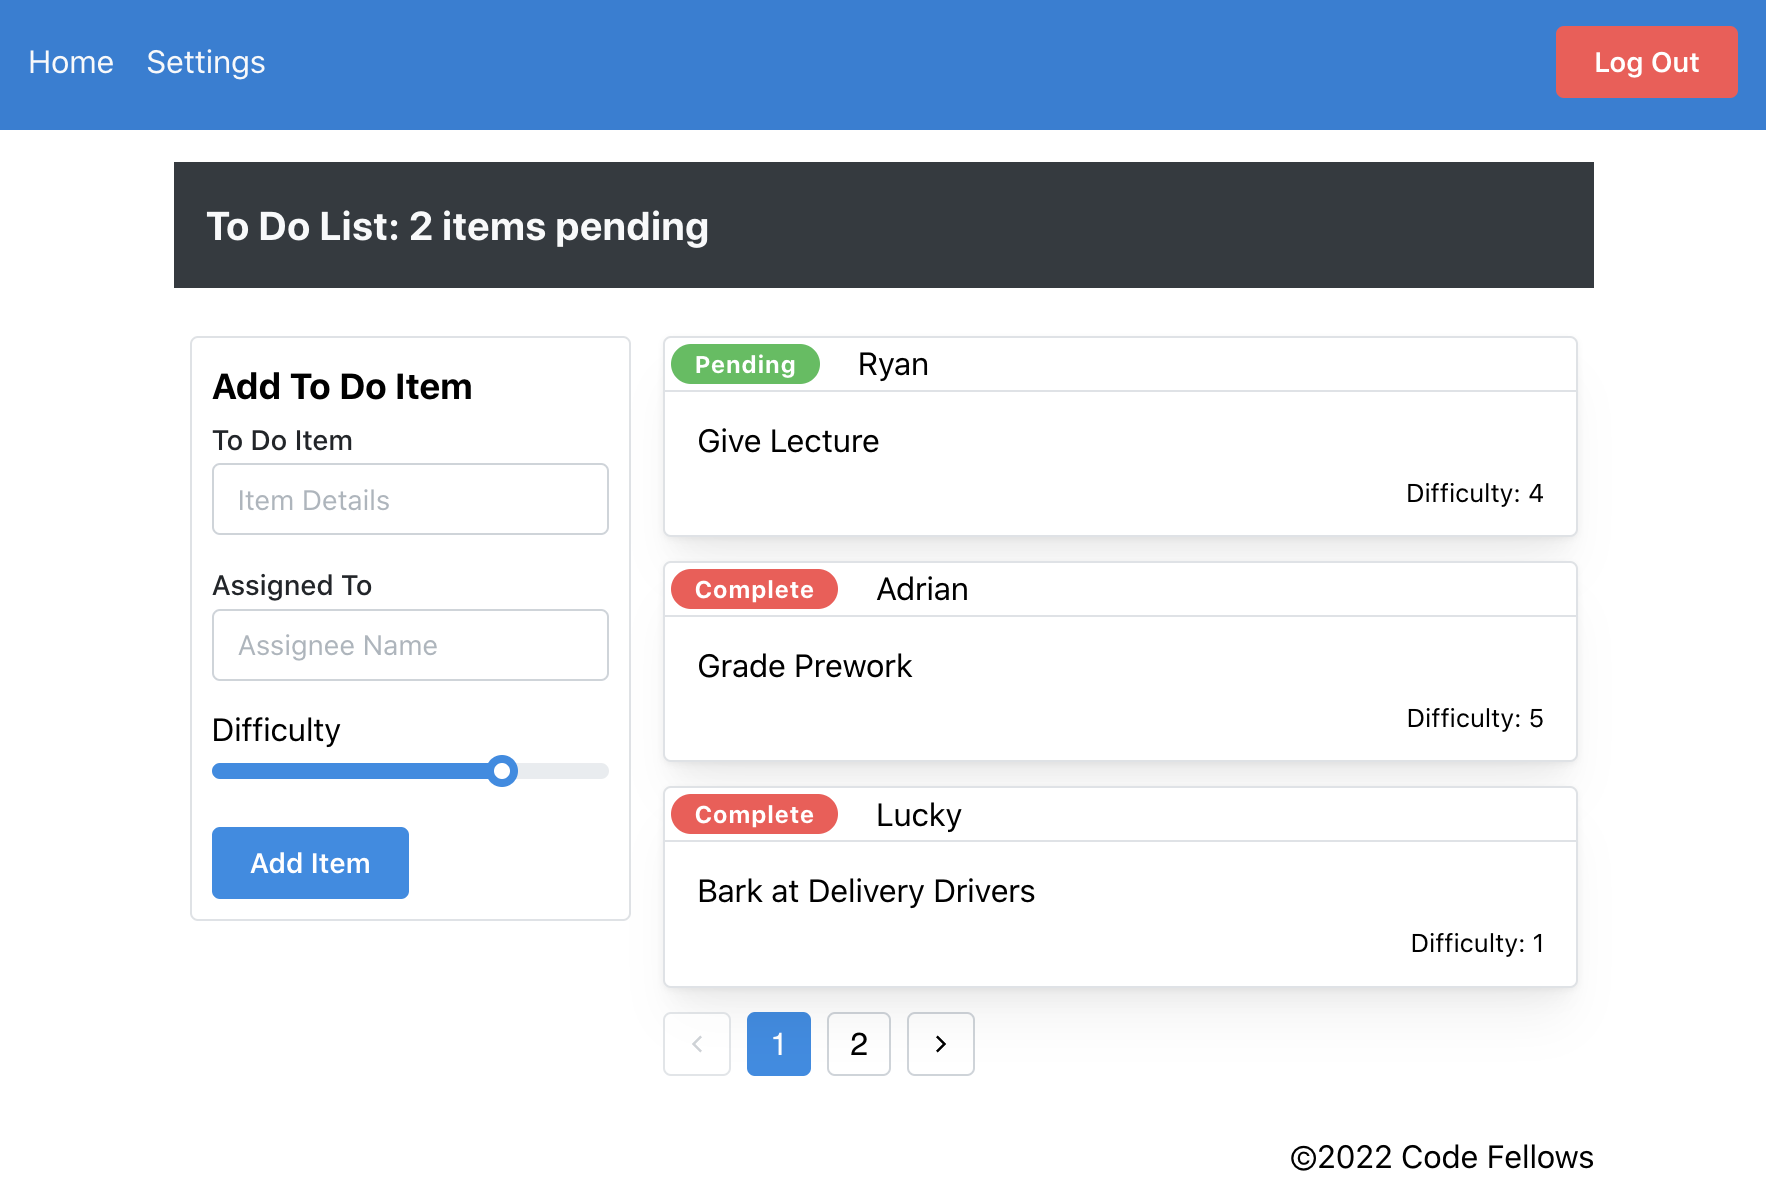 Home Settings Log Out
To Do List: 2 items pending
Add To Do Item
To Do Item
Item Details
Assigned To
Assignee Name
Difficulty
Add Item
Pending Ryan
Give Lecture
Difficulty: 4
Complete Adrian
Grade Prework
Difficulty: 5
Complete Lucky
Bark at Delivery Drivers
Difficulty: 1
1 2
©2022 Code Fellows